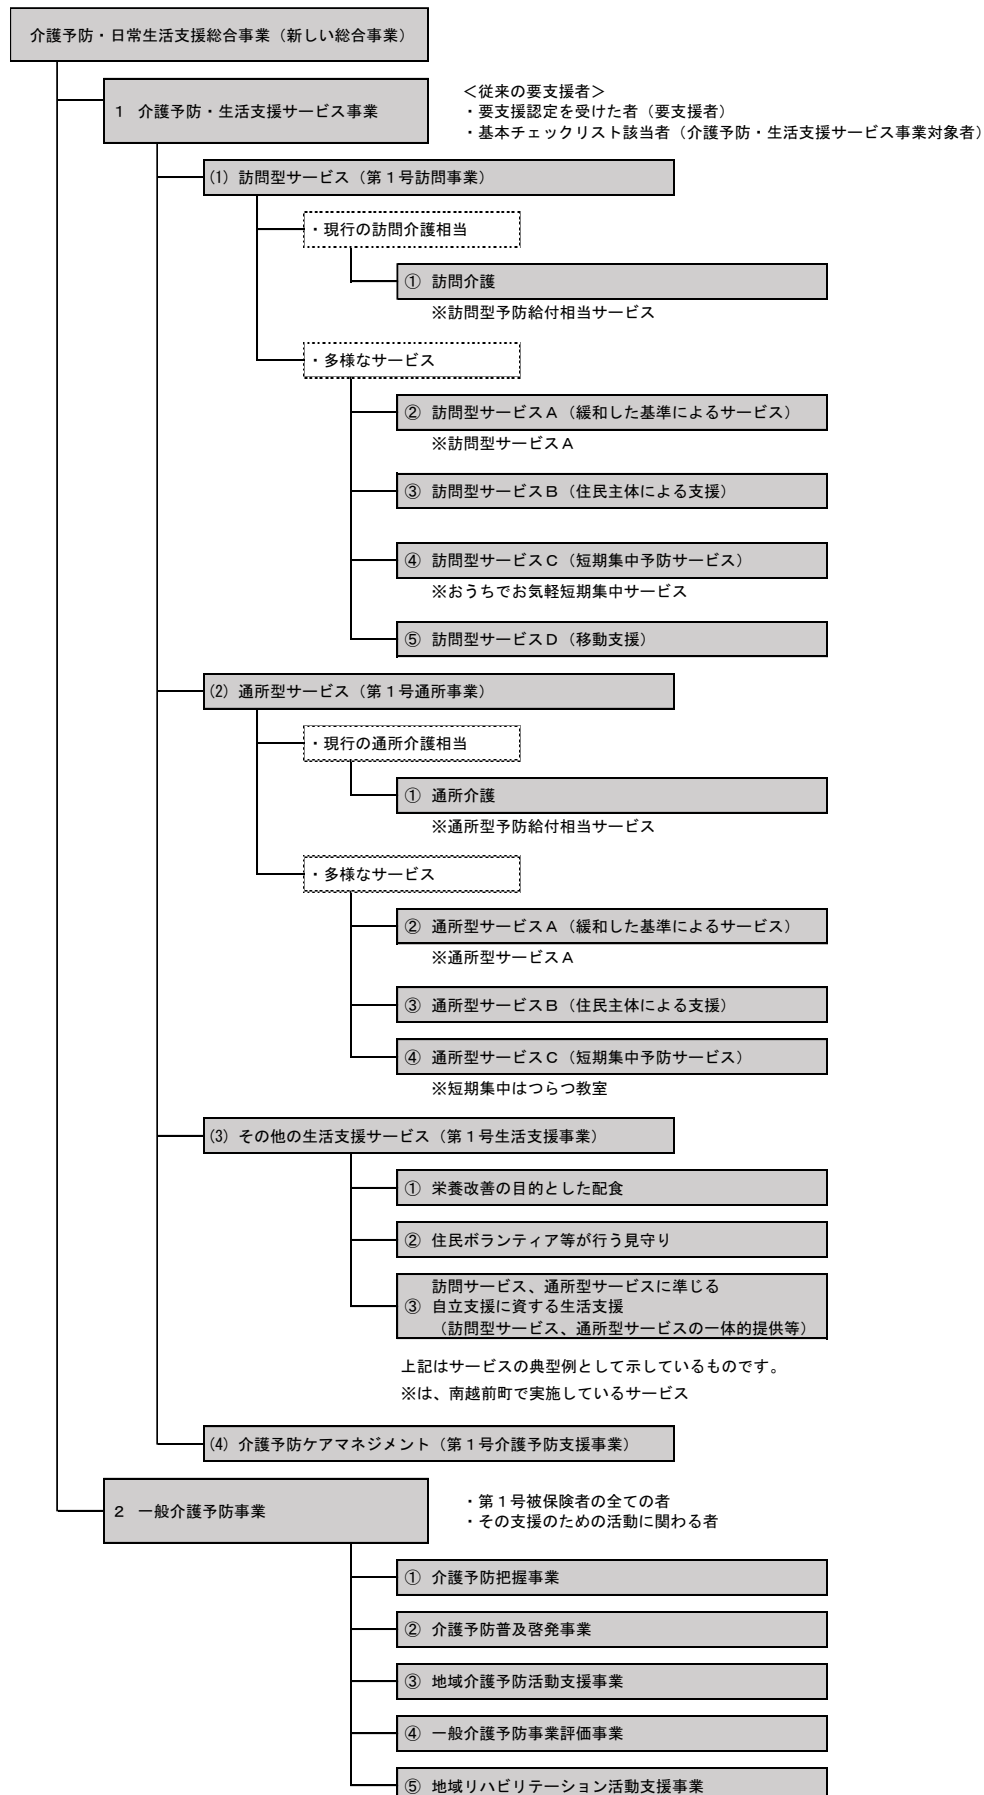 介護予防・日常生活支援総合事業（新しい総合事業）
1 介護予防・生活支援サービス事業
＜従来の要支援者＞
・要支援認定を受けた者（要支援者）
・基本チェックリスト該当者（介護予防・生活支援サービス事業対象者）
(1) 訪問型サービス（第１号訪問事業）
・現行の訪問介護相当
① 訪問介護
※訪問型予防給付相当サービス
・多様なサービス
② 訪問型サービスＡ（緩和した基準によるサービス）
※訪問型サービスＡ
③ 訪問型サービスＢ（住民主体による支援）
④ 訪問型サービスＣ（短期集中予防サービス）
※おうちでお気軽短期集中サービス
⑤ 訪問型サービスＤ（移動支援）
(2) 通所型サービス（第１号通所事業）
・現行の通所介護相当
① 通所介護
※通所型予防給付相当サービス
・多様なサービス
② 通所型サービスＡ（緩和した基準によるサービス）
※通所型サービスＡ
③ 通所型サービスＢ（住民主体による支援）
④ 通所型サービスＣ（短期集中予防サービス）
※短期集中はつらつ教室
(3) その他の生活支援サービス（第１号生活支援事業）
① 栄養改善の目的とした配食
② 住民ボランティア等が行う見守り
訪問サービス、通所型サービスに準じる
③ 自立支援に資する生活支援
（訪問型サービス、通所型サービスの一体的提供等）
上記はサービスの典型例として示しているものです。
※は、南越前町で実施しているサービス
(4) 介護予防ケアマネジメント（第１号介護予防支援事業）
2 一般介護予防事業
・第１号被保険者の全ての者
・その支援のための活動に関わる者
① 介護予防把握事業
② 介護予防普及啓発事業
③ 地域介護予防活動支援事業
④ 一般介護予防事業評価事業
⑤ 地域リハビリテーション活動支援事業